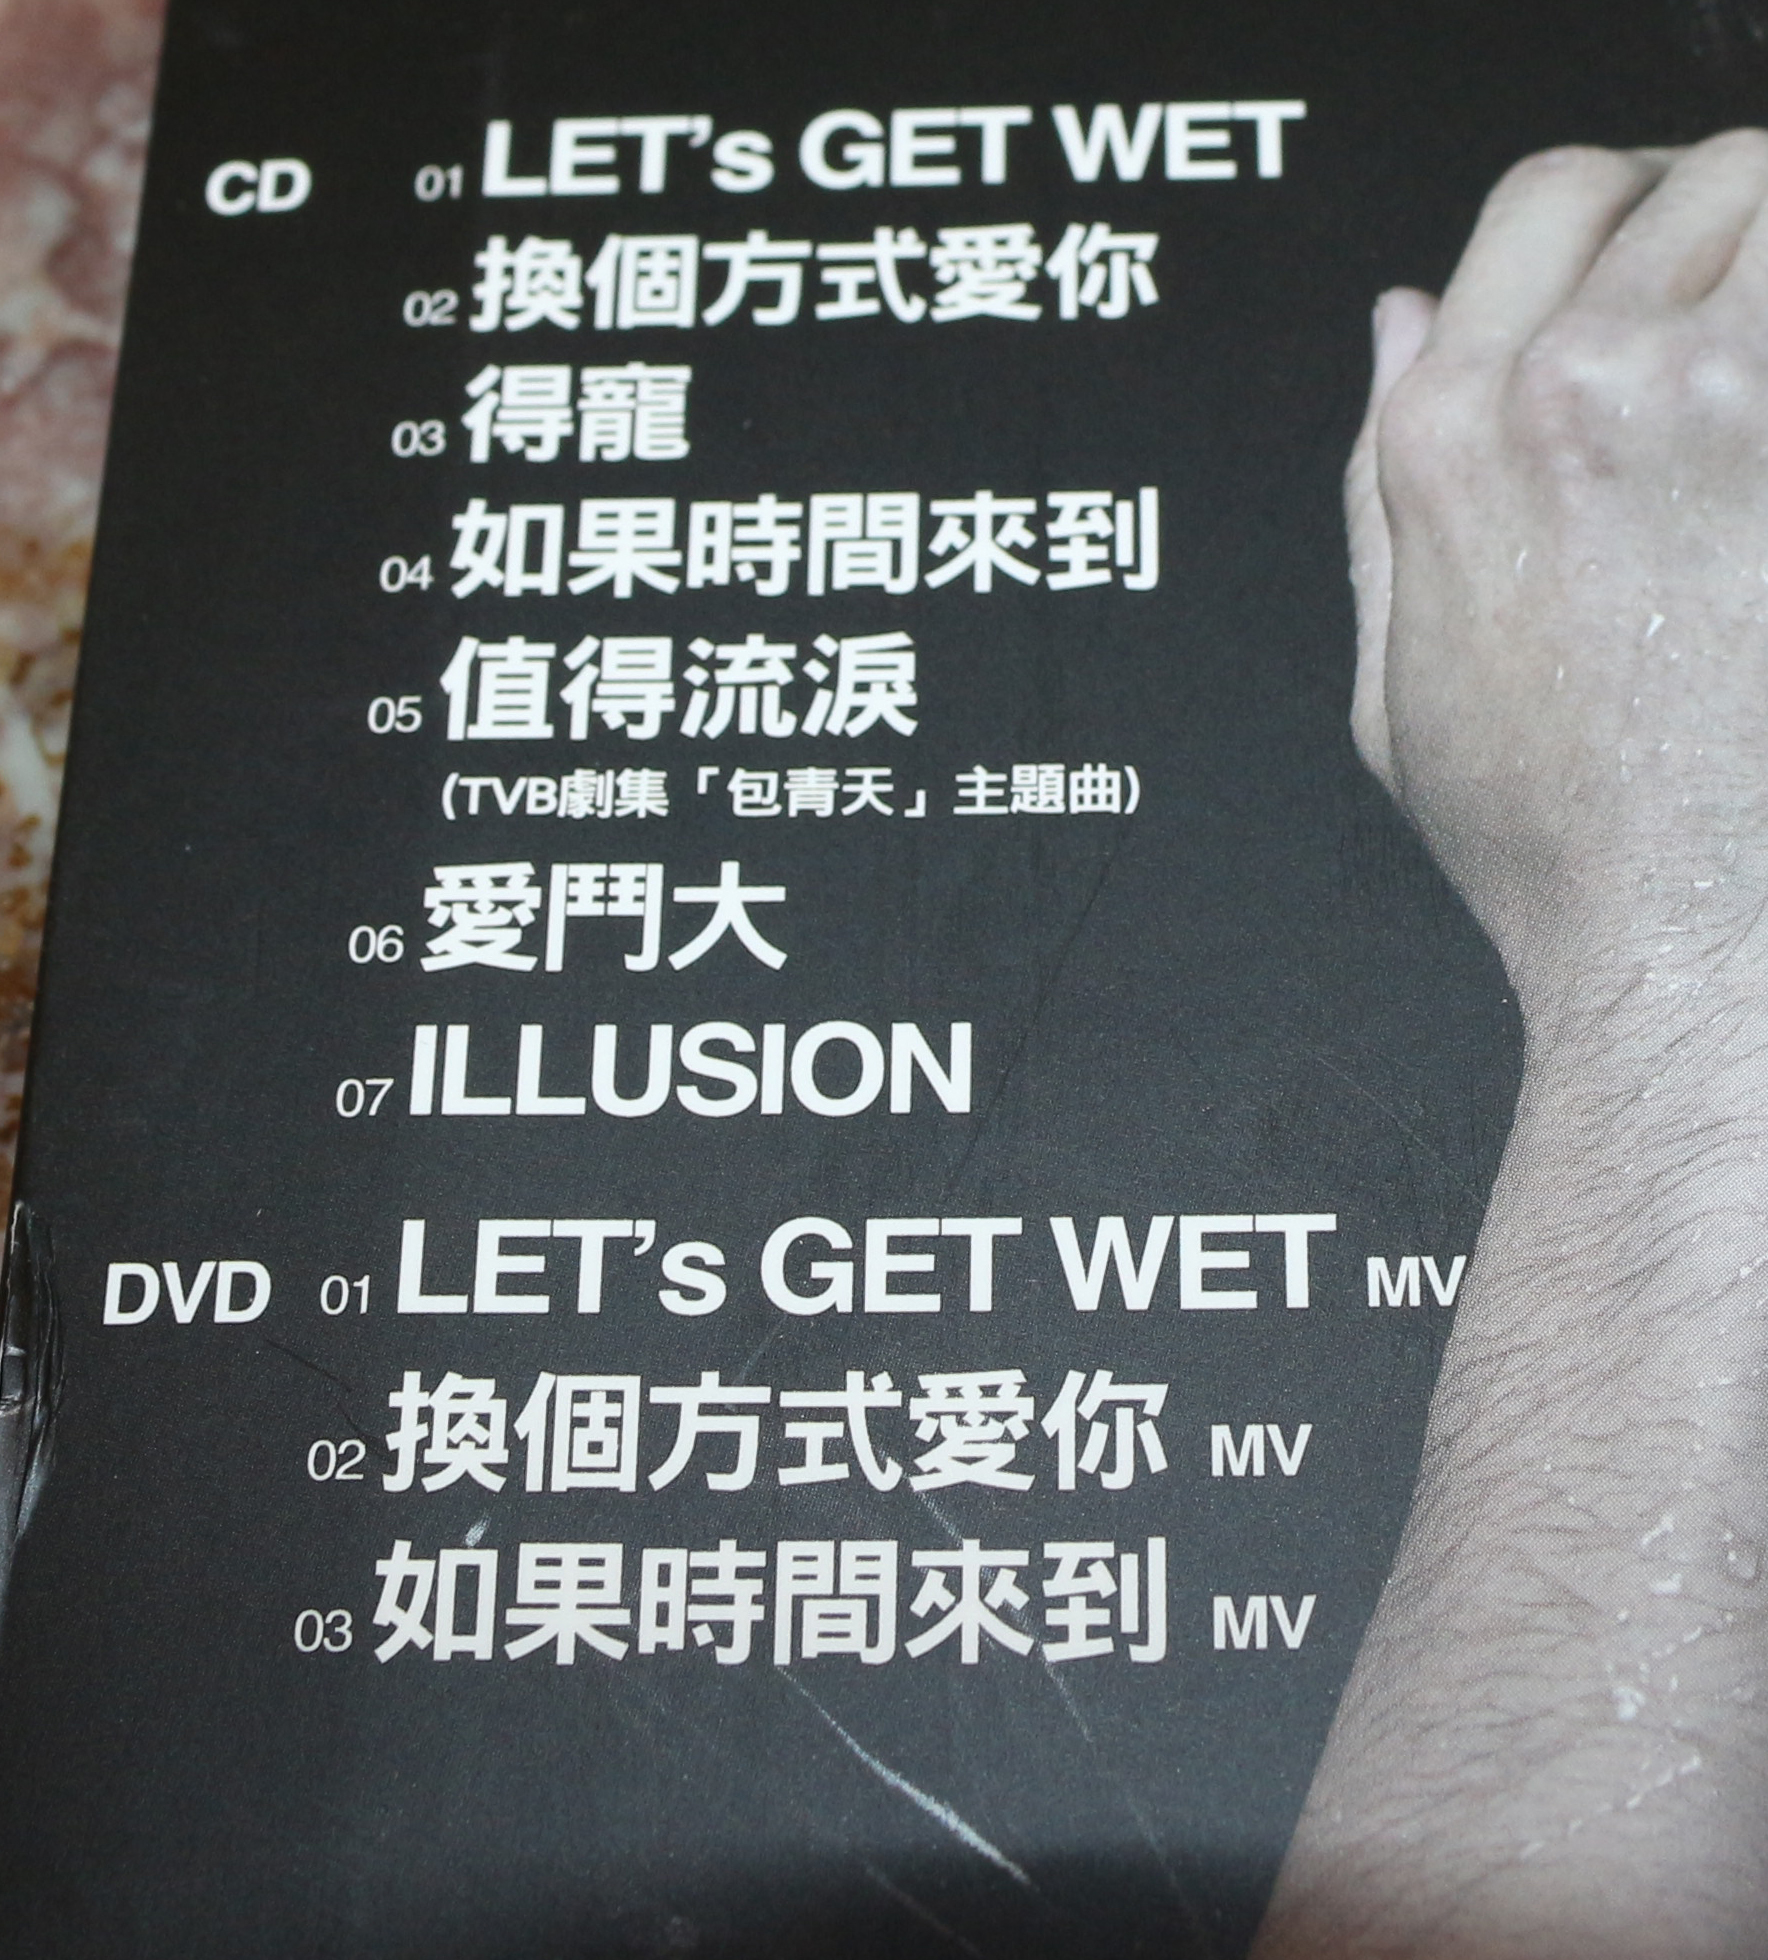 CD 01 LET's GET WET
02 換個方式愛你
03 得寵
04 如果時間來到
05 值得流淚
(TVB劇集「包青天」主題曲)
06 愛鬥大
07 ILLUSION
DVD 01 LET's GET WET MV
02 換個方式愛你 MV
03 如果時間來到 MV